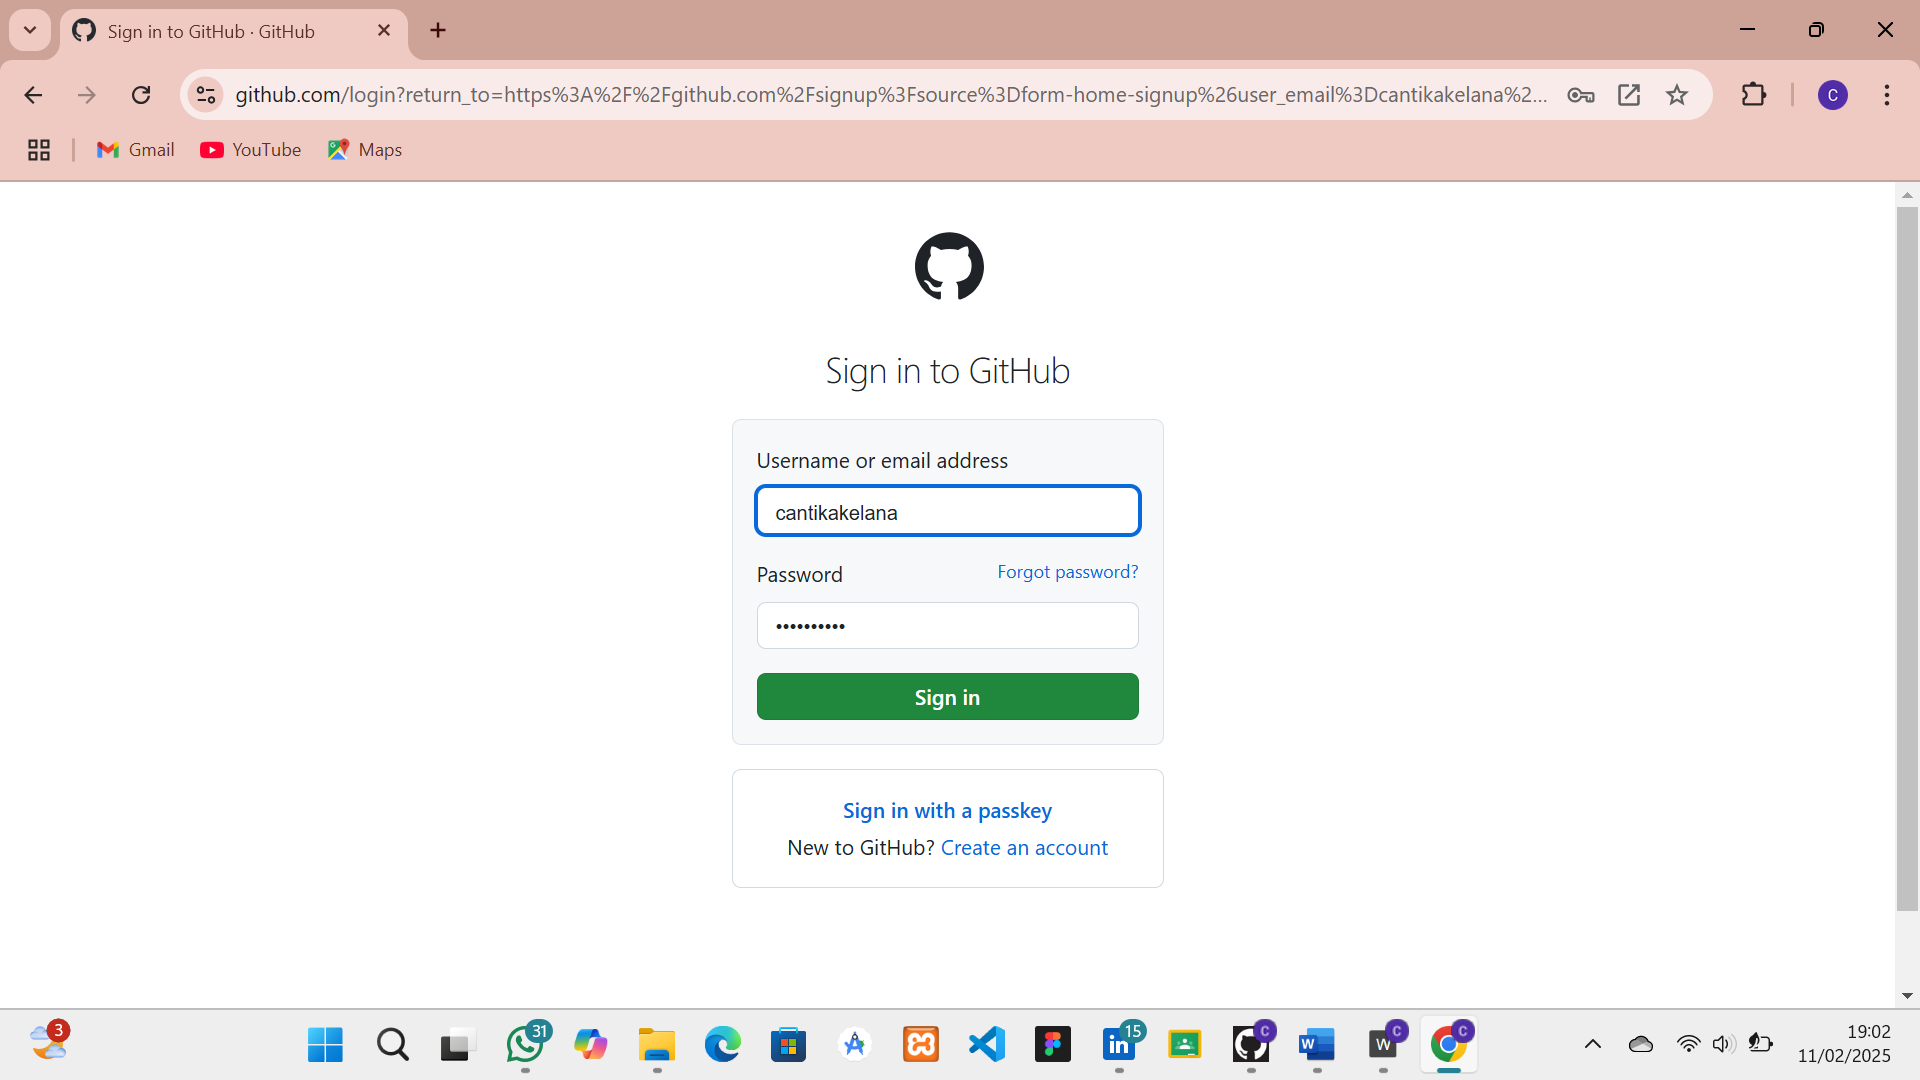 Sign in to GitHub · GitHub
github.com/login?return_to=https%3A%2F%2Fgithub.com%2Fsignup%3Fsource%3Dform-home-signup%26user_email%3Dcantikakelana%2...
C
Gmail
YouTube
Maps
Sign in to GitHub
Username or email address
cantikakelana
Password
Forgot password?
••••••••••
Sign in
Sign in with a passkey
New to GitHub? Create an account
3
31
15
C
C
C
W
W
in
19:02
11/02/2025